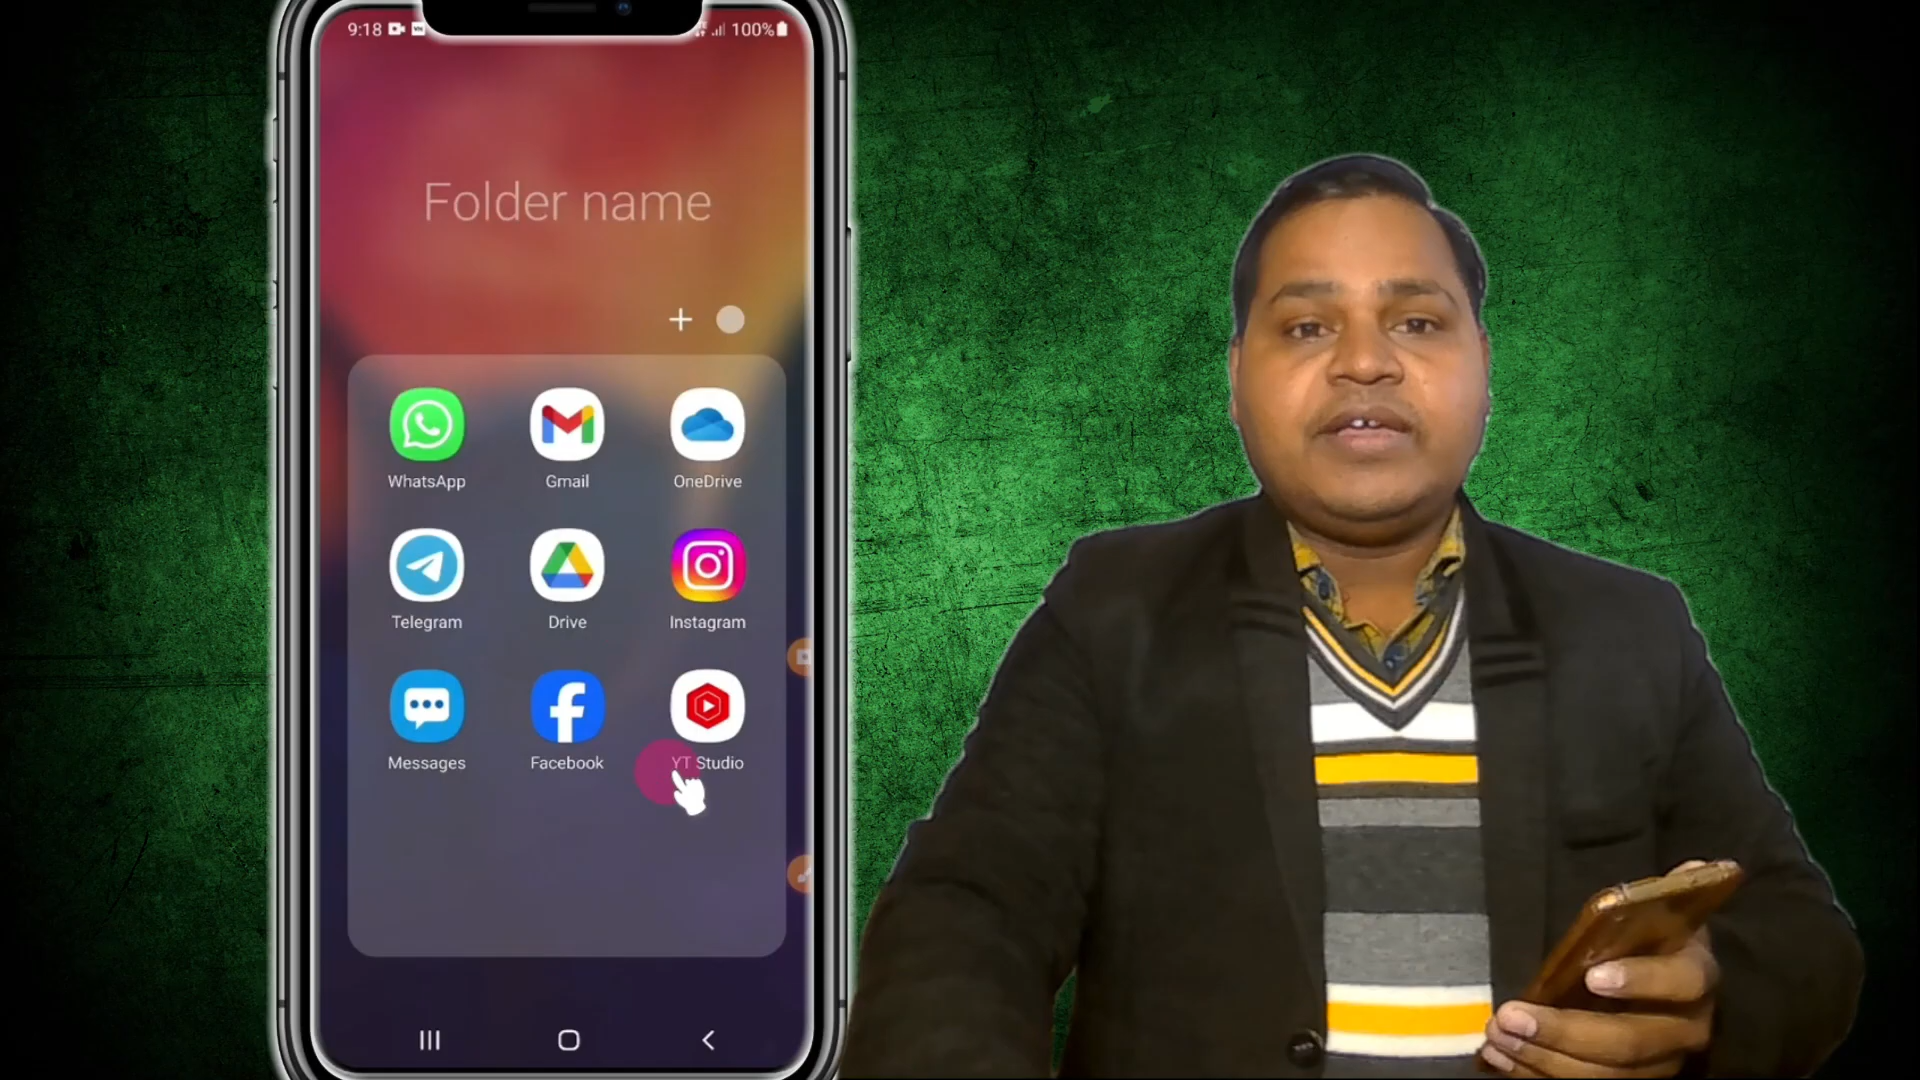 9:18 100%
Folder name
WhatsApp Gmail OneDrive
Telegram Drive Instagram
Messages Facebook YT Studio